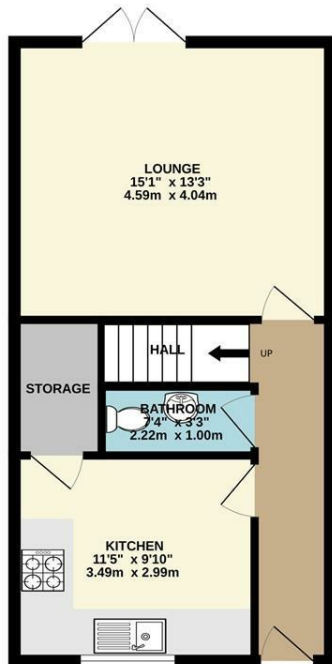 LOUNGE
15'1" x 13'3"
4.59m x 4.04m
HALL
UP
STORAGE
BATHROOM
7'4" x 3'3"
2.22m x 1.00m
KITCHEN
11'5" x 9'10"
3.49m x 2.99m